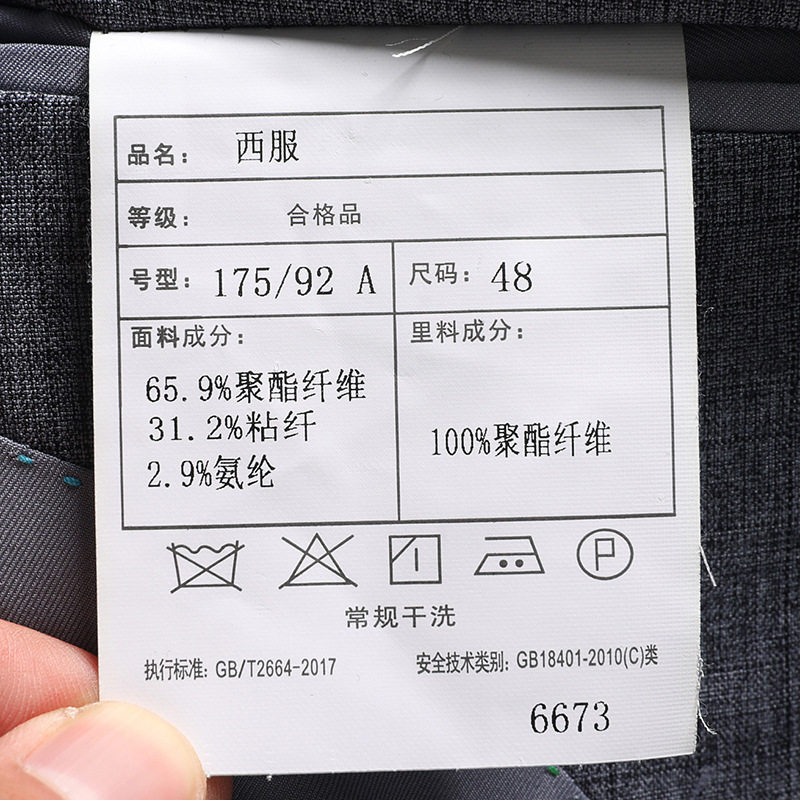 品名： 西服
等级： 合格品
号型： 175/92 A 尺码： 48
面料成分： 里料成分：
65.9%聚酯纤维
31.2%粘纤
2.9%氨纶
100%聚酯纤维
P
常规干洗
执行标准: GB/T2664-2017 安全技术类别: GB18401-2010(C)类
6673